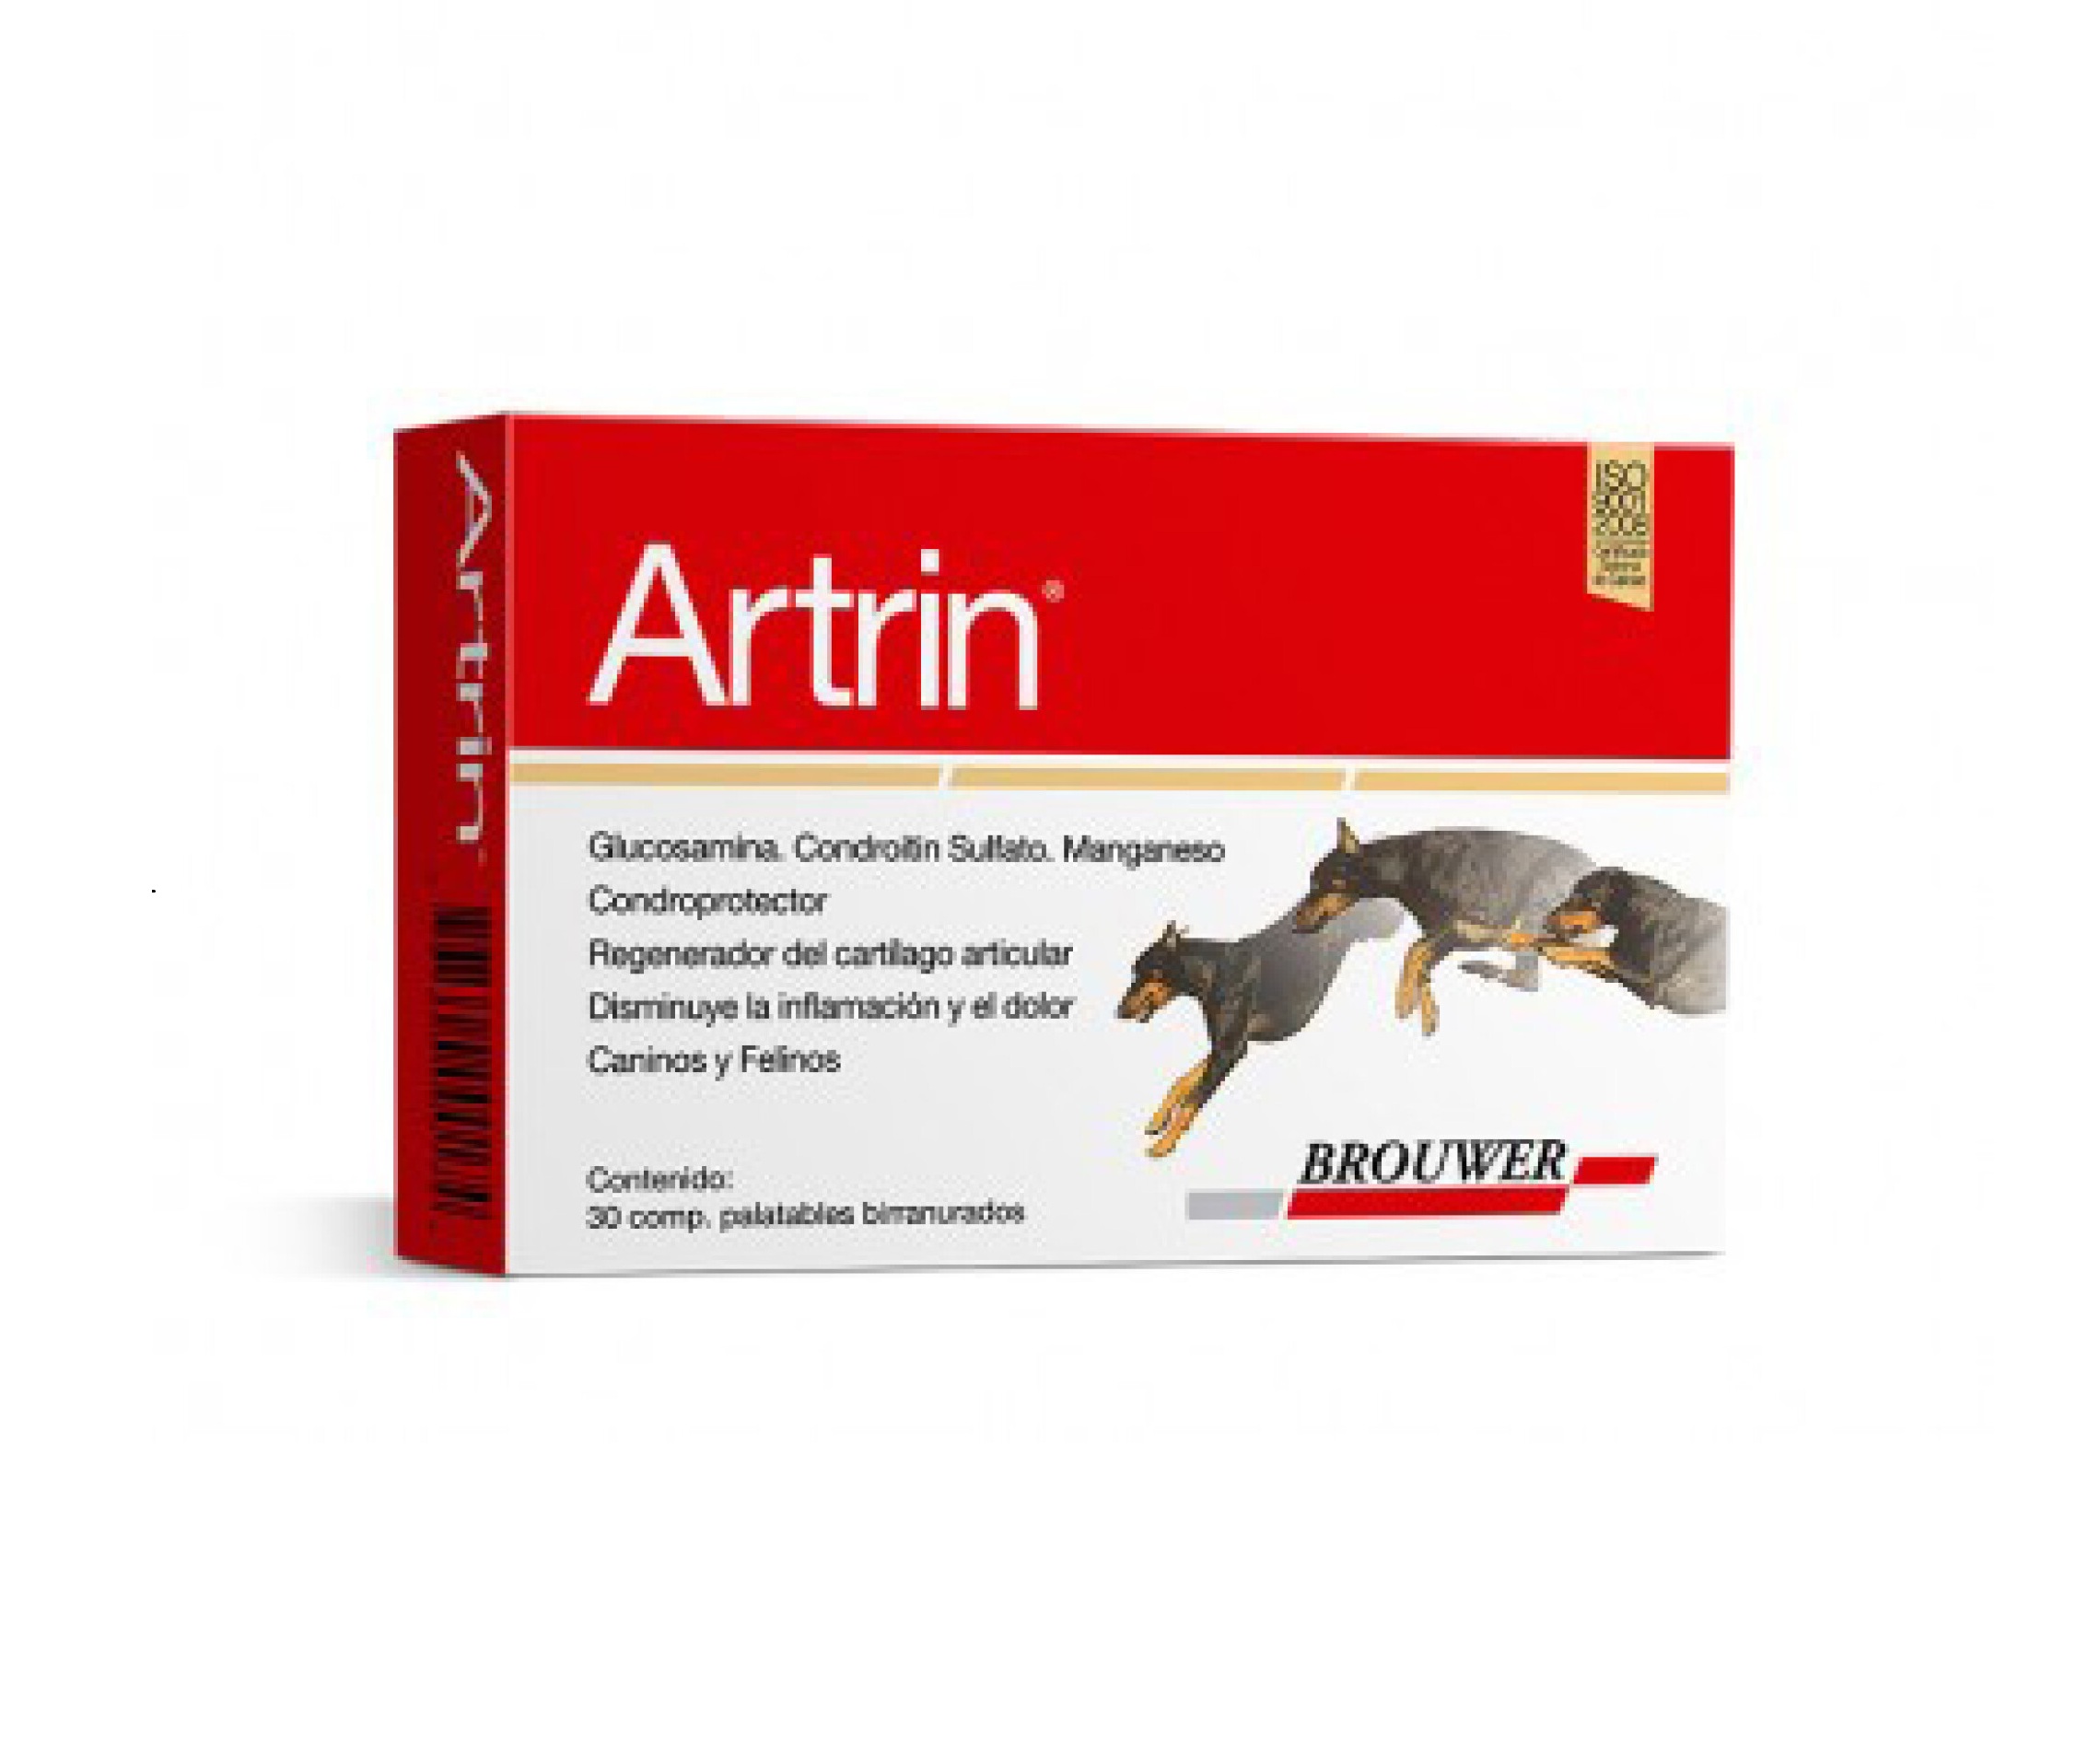 Artrin®
ISO
9001
2008
Glucosamina. Condroitin Sulfato. Manganeso
Condroprotector
Regenerador del cartílago articular
Disminuye la inflamación y el dolor
Caninos y Felinos
Contenido:
30 comp. palatables birranurados
BROUWER
Artrin